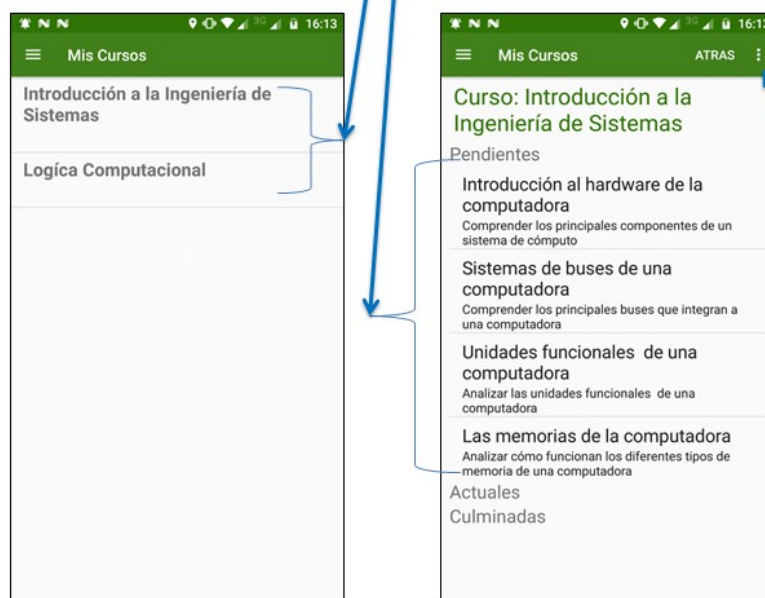 16:13
Mis Cursos
Introducción a la Ingeniería de
Sistemas
Logíca Computacional
3G
16:13
Mis Cursos
ATRAS
Curso: Introducción a la
Ingeniería de Sistemas
Pendientes
Introducción al hardware de la
computadora
Comprender los principales componentes de un
sistema de cómputo
Sistemas de buses de una
computadora
Comprender los principales buses que integran a
una computadora
Unidades funcionales de una
computadora
Analizar las unidades funcionales de una
computadora
Las memorias de la computadora
Analizar cómo funcionan los diferentes tipos de
memoria de una computadora
Actuales
Culminadas